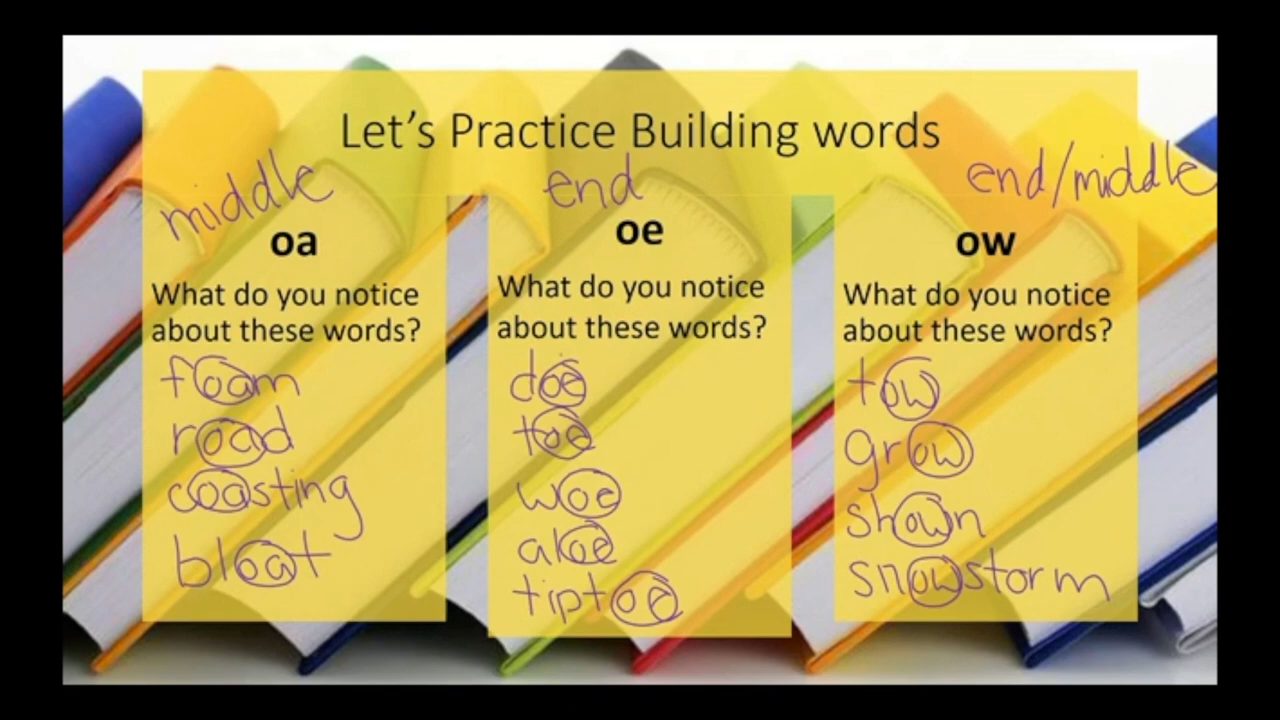 Let's Practice Building words
middle
end
end/middle
oa
What do you notice
about these words?
foam
road
coasting
bloat
oe
What do you notice
about these words?
doe
toe
woe
aloe
tiptoe
ow
What do you notice
about these words?
tow
grow
shown
snowstorm